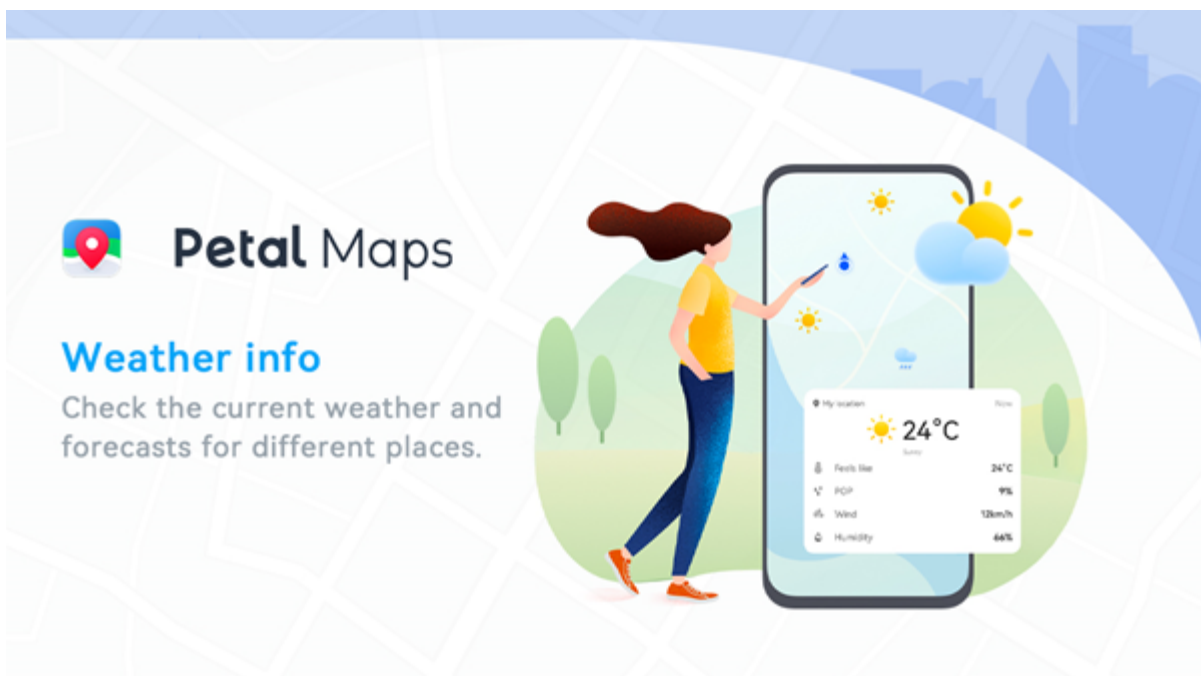 Petal Maps
Weather info
Check the current weather and
forecasts for different places.
My location Now
24°C
Sunny
Feels like 24°C
POP 9%
Wind 12km/h
Humidity 66%